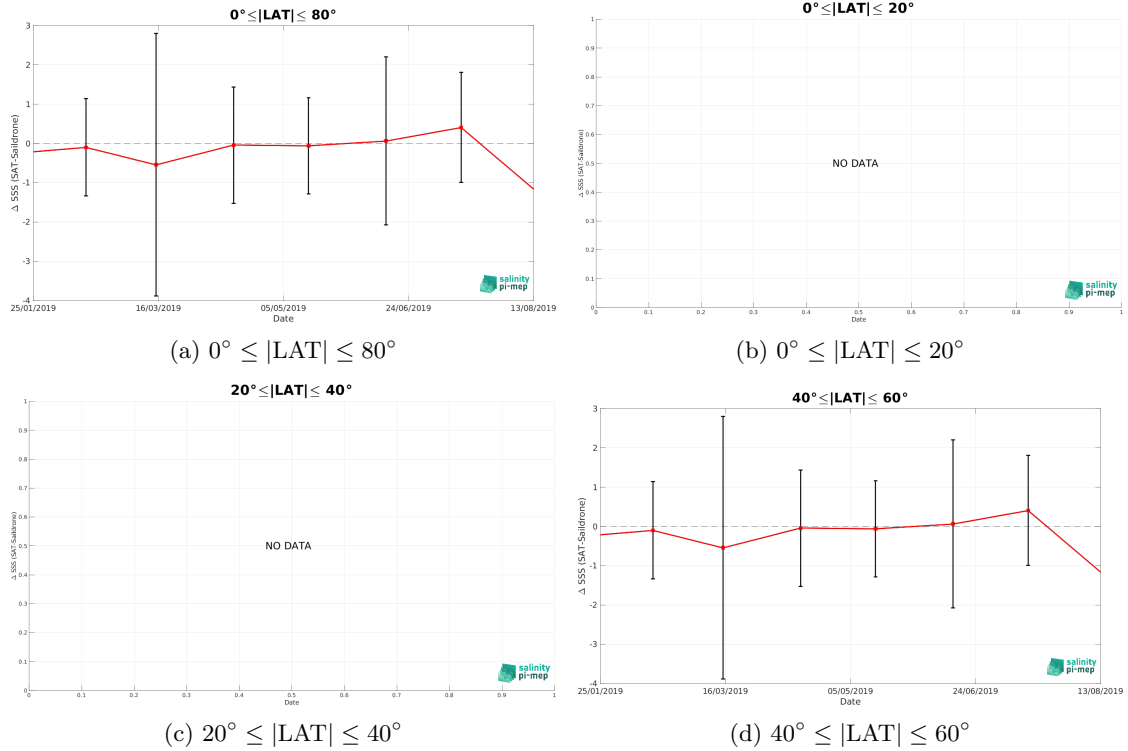 0°≤|LAT|≤ 80°
3
2
1
0
-1
-2
-3
-4
Δ SSS (SAT-Saildrone)
25/01/2019 16/03/2019 05/05/2019 24/06/2019 13/08/2019
Date
salinity
pi-mep
(a) 0° ≤ |LAT| ≤ 80°
0°≤|LAT|≤ 20°
1
0.9
0.8
0.7
0.6
0.5
0.4
0.3
0.2
0.1
0
Δ SSS (SAT-Saildrone)
NO DATA
0 0.1 0.2 0.3 0.4 0.5 0.6 0.7 0.8 0.9 1
Date
salinity
pi-mep
(b) 0° ≤ |LAT| ≤ 20°
20°≤|LAT|≤ 40°
1
0.9
0.8
0.7
0.6
0.5
0.4
0.3
0.2
0.1
0
Δ SSS (SAT-Saildrone)
NO DATA
0 0.1 0.2 0.3 0.4 0.5 0.6 0.7 0.8 0.9 1
Date
salinity
pi-mep
(c) 20° ≤ |LAT| ≤ 40°
40°≤|LAT|≤ 60°
3
2
1
0
-1
-2
-3
-4
Δ SSS (SAT-Saildrone)
25/01/2019 16/03/2019 05/05/2019 24/06/2019 13/08/2019
Date
salinity
pi-mep
(d) 40° ≤ |LAT| ≤ 60°